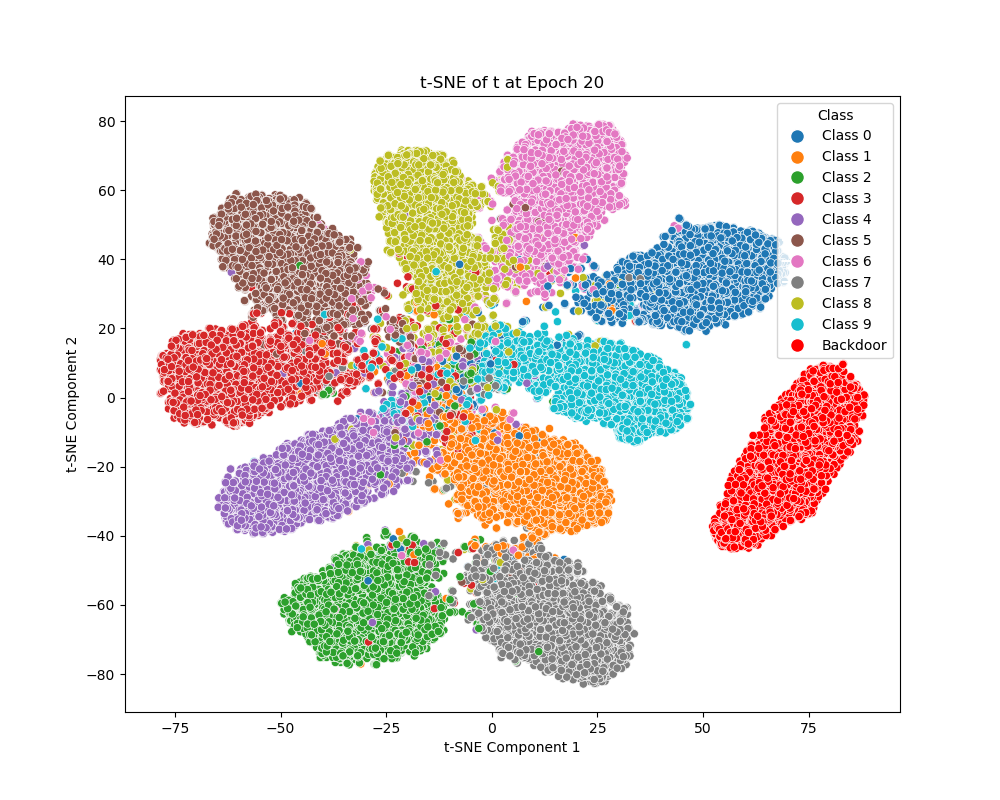 t-SNE of t at Epoch 20
t-SNE Component 2
80
60
40
20
0
−20
−40
−60
−80
−75
−50
−25
0
25
50
75
t-SNE Component 1
Class
Class 0
Class 1
Class 2
Class 3
Class 4
Class 5
Class 6
Class 7
Class 8
Class 9
Backdoor